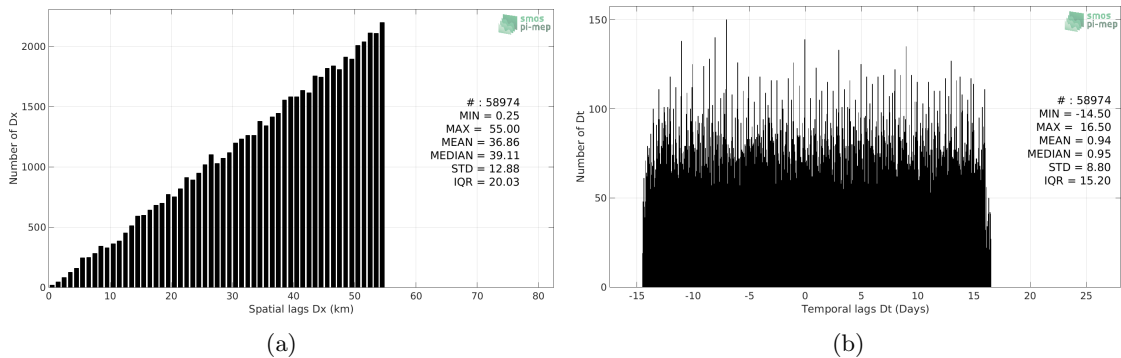 smos
pi-mep
2000
1500
1000
500
0
Number of Dx
# : 58974
MIN = 0.25
MAX = 55.00
MEAN = 36.86
MEDIAN = 39.11
STD = 12.88
IQR = 20.03
0 10 20 30 40 50 60 70 80
Spatial lags Dx (km)
(a)
smos
pi-mep
150
100
50
0
Number of Dt
# : 58974
MIN = -14.50
MAX = 16.50
MEAN = 0.94
MEDIAN = 0.95
STD = 8.80
IQR = 15.20
-15 -10 -5 0 5 10 15 20 25
Temporal lags Dt (Days)
(b)